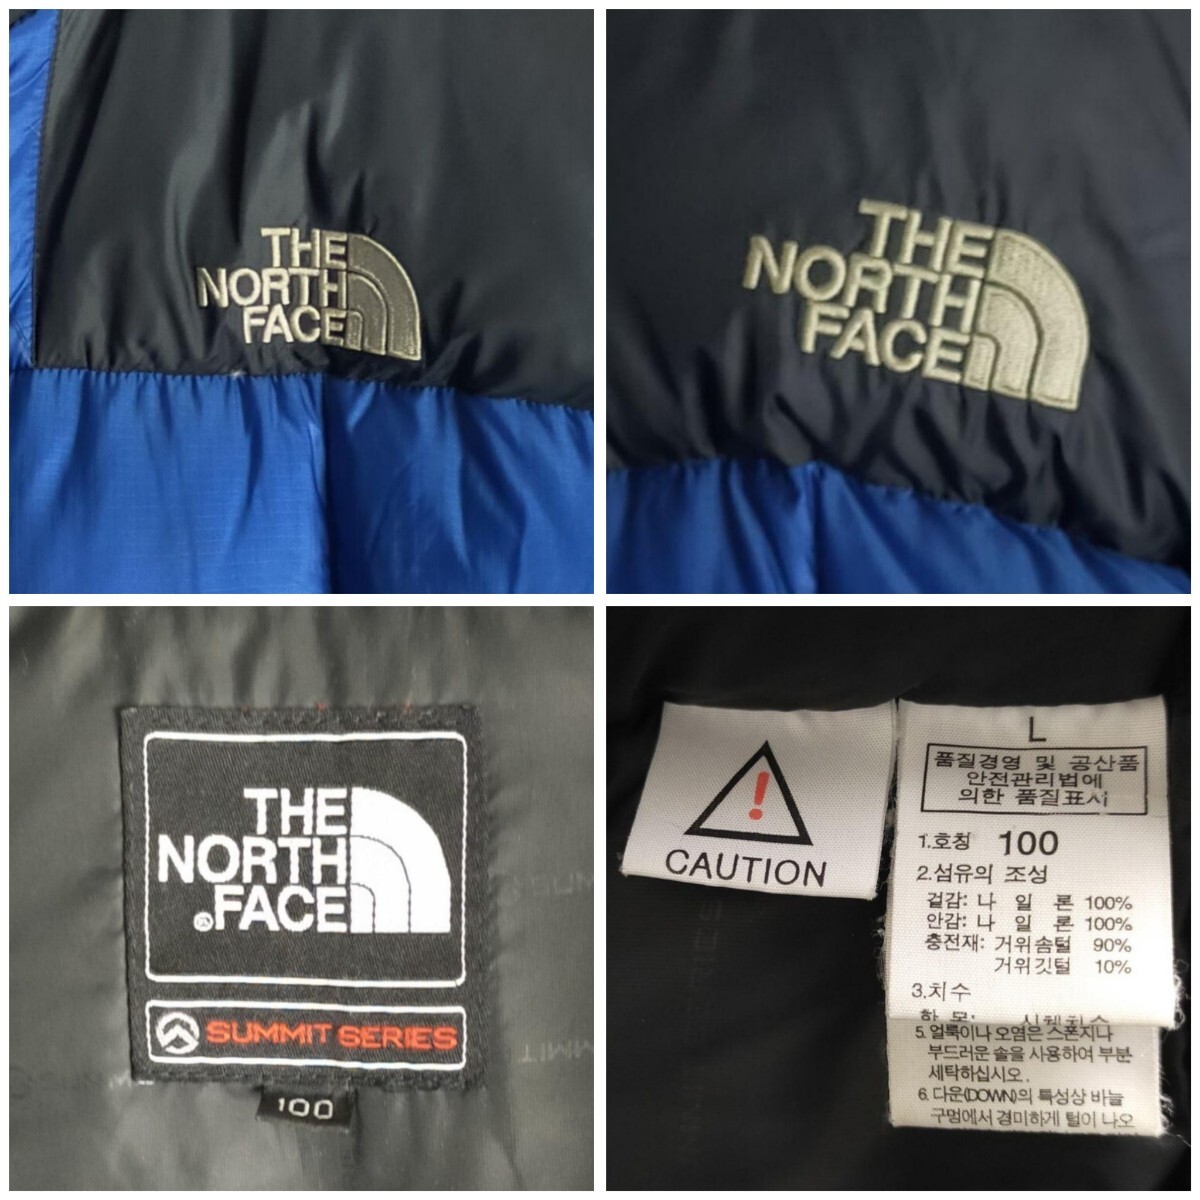 THE
NORTH
FACE
THE
NORTH
FACE
THE
NORTH
FACE
SUMMIT SERIES
100
CAUTION
L
품질경영 및 공산품
안전관리법에
의한 품질표시
1.호칭 100
2.섬유의 조성
겉감: 나 일 론 100%
안감: 나 일 론 100%
충전재: 거위솜털 90%
거위깃털 10%
3.치수
항 목: 신체치수
5. 얼룩이나 오염은 스폰지나
부드러운 솔을 사용하여 부분
세탁하십시오.
6. 다운(DOWN)의 특성상 바늘
구멍에서 경미하게 털이 나오